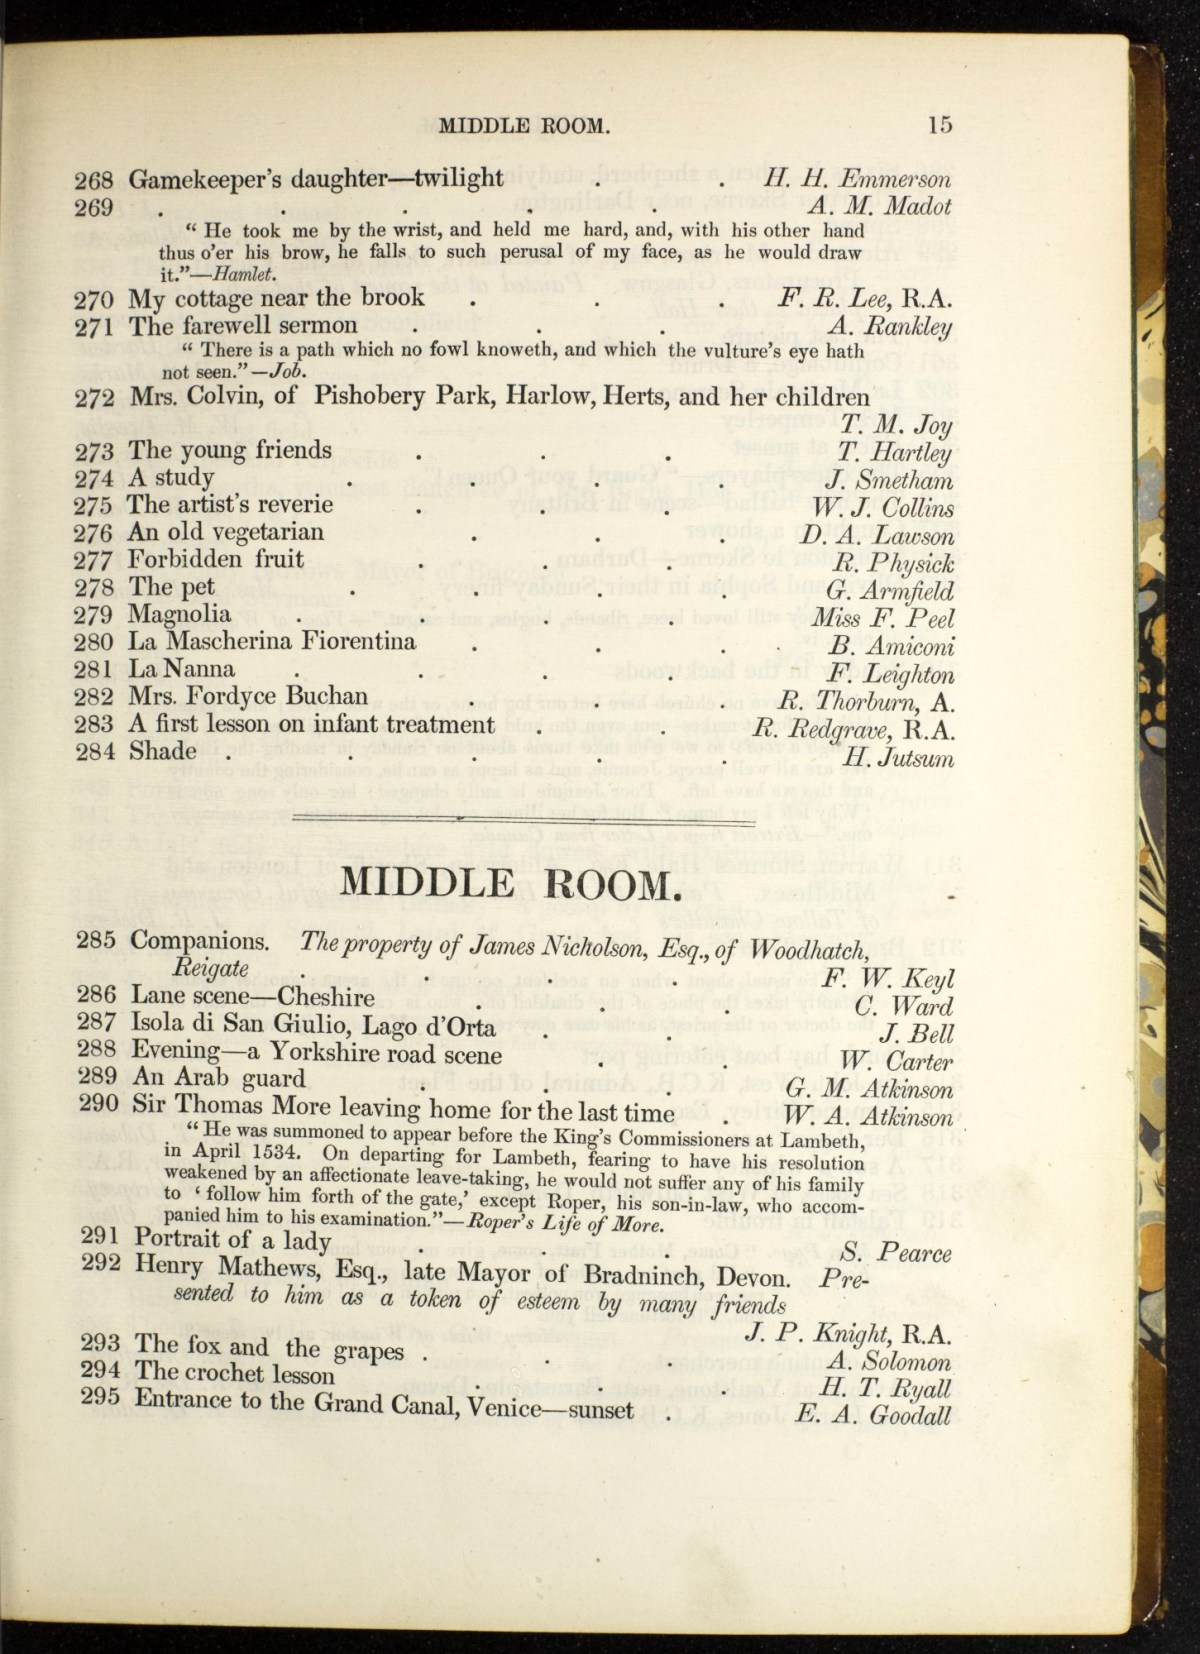 MIDDLE ROOM. 15
268 Gamekeeper's daughter—twilight . . H. H. Emmerson
269 . . . . . A. M. Madot
“ He took me by the wrist, and held me hard, and, with his other hand
thus o'er his brow, he falls to such perusal of my face, as he would draw
it.”—Hamlet.
270 My cottage near the brook . . . F. R. Lee, R.A.
271 The farewell sermon . . . A. Rankley
“ There is a path which no fowl knoweth, and which the vulture's eye hath
not seen.”—Job.
272 Mrs. Colvin, of Pishobery Park, Harlow, Herts, and her children
T. M. Joy
273 The young friends . . . T. Hartley
274 A study . . . . J. Smetham
275 The artist's reverie . . . W. J. Collins
276 An old vegetarian . . . D. A. Lawson
277 Forbidden fruit . . . R. Physick
278 The pet . . . . G. Armfield
279 Magnolia . . . . Miss F. Peel
280 La Mascherina Fiorentina . . . B. Amiconi
281 La Nanna . . . . F. Leighton
282 Mrs. Fordyce Buchan . . . R. Thorburn, A.
283 A first lesson on infant treatment . . R. Redgrave, R.A.
284 Shade . . . . . H. Jutsum
MIDDLE ROOM.
285 Companions. The property of James Nicholson, Esq., of Woodhatch,
Reigate . . . . F. W. Keyl
286 Lane scene—Cheshire . . . C. Ward
287 Isola di San Giulio, Lago d'Orta . . J. Bell
288 Evening—a Yorkshire road scene . . W. Carter
289 An Arab guard . . . G. M. Atkinson
290 Sir Thomas More leaving home for the last time . W. A. Atkinson
“ He was summoned to appear before the King's Commissioners at Lambeth,
in April 1534. On departing for Lambeth, fearing to have his resolution
weakened by an affectionate leave-taking, he would not suffer any of his family
to ‘ follow him forth of the gate,’ except Roper, his son-in-law, who accom-
panied him to his examination.”—Roper's Life of More.
291 Portrait of a lady . . . S. Pearce
292 Henry Mathews, Esq., late Mayor of Bradninch, Devon. Pre-
sented to him as a token of esteem by many friends
J. P. Knight, R.A.
293 The fox and the grapes . . . A. Solomon
294 The crochet lesson . . . H. T. Ryall
295 Entrance to the Grand Canal, Venice—sunset . E. A. Goodall